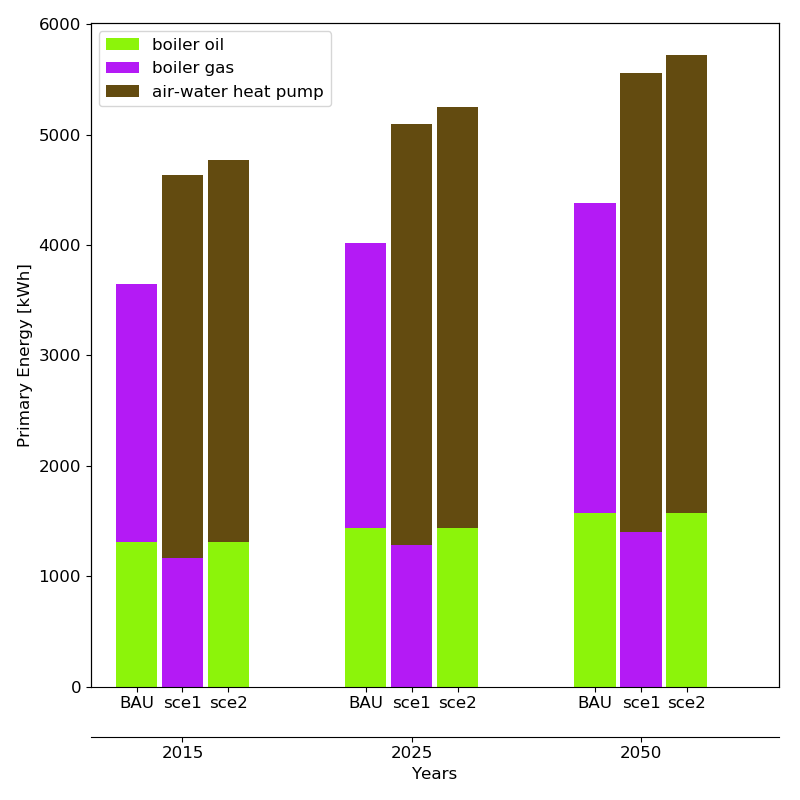 boiler oil
boiler gas
air-water heat pump
Primary Energy [kWh]
6000
5000
4000
3000
2000
1000
0
BAU sce1 sce2 BAU sce1 sce2 BAU sce1 sce2
2015 2025 2050
Years